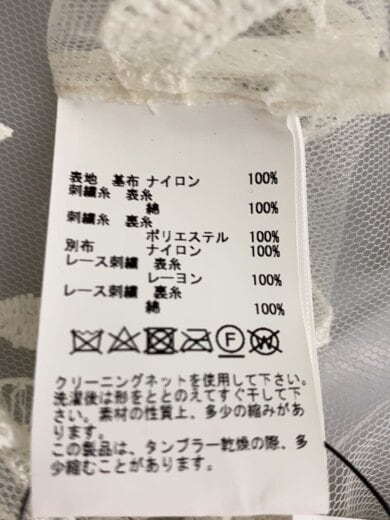 表地 基布 ナイロン 100%
刺繍糸 表糸
綿 100%
刺繍糸 裏糸
ポリエステル 100%
別布 ナイロン 100%
レース刺繍 表糸
レーヨン 100%
レース刺繍 裏糸
綿 100%
F W
クリーニングネットを使用して下さい。
洗濯後は形をととのえてすぐ干して下
さい。素材の性質上、多少の縮みがあ
ります。
この製品は、タンブラー乾燥の際、多
少縮むことがあります。